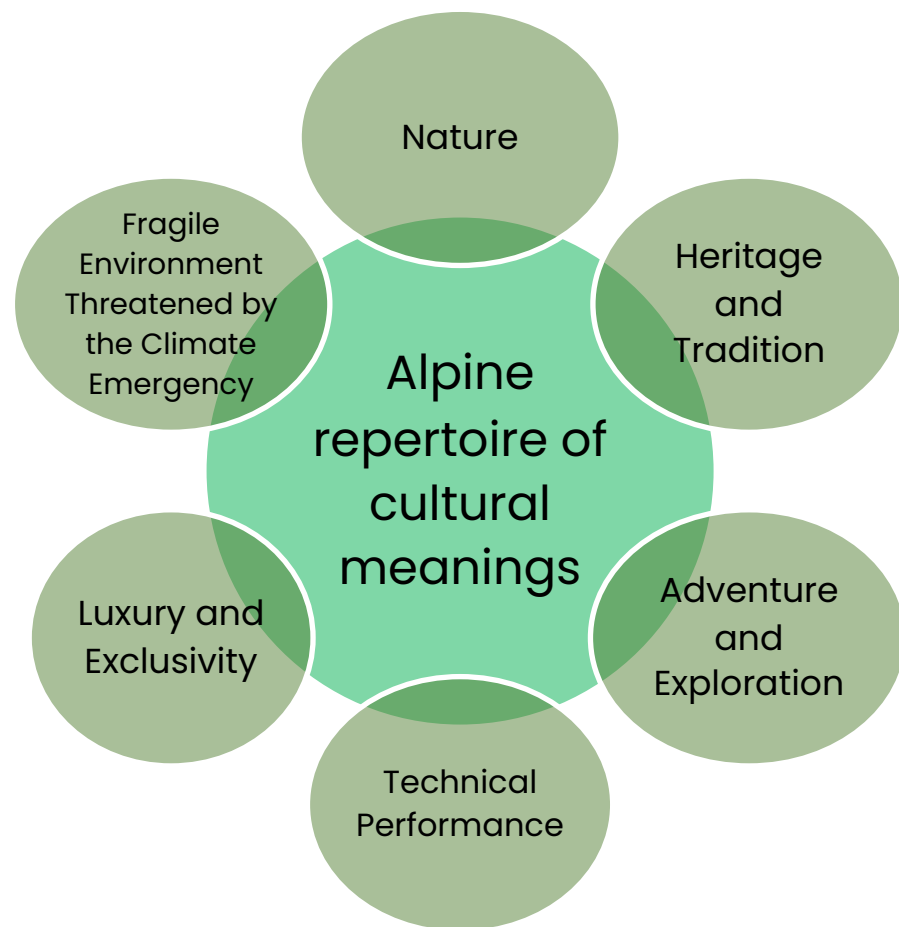 Nature
Heritage
and
Tradition
Adventure
and
Exploration
Technical
Performance
Luxury and
Exclusivity
Fragile
Environment
Threatened by
the Climate
Emergency
Alpine
repertoire of
cultural
meanings